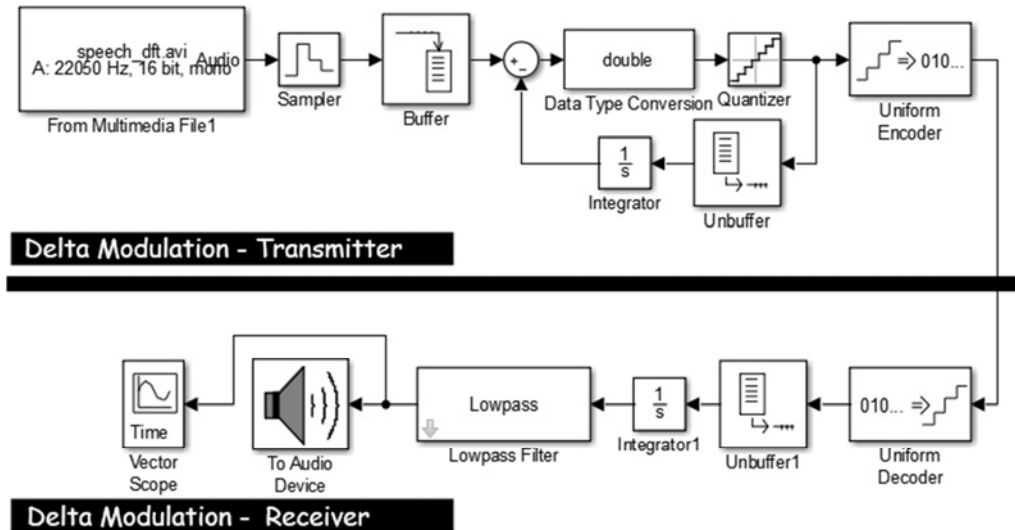 speech_dft.avi
A: 22050 Hz, 16 bit, mono
Audio
From Multimedia File1
Sampler
Buffer
+
−
double
Data Type Conversion
Quantizer
=> 010...
Uniform
Encoder
1
s
Integrator
Unbuffer
Delta Modulation - Transmitter
Time
Vector
Scope
To Audio
Device
Lowpass
Lowpass Filter
1
s
Integrator1
Unbuffer1
010... =>
Uniform
Decoder
Delta Modulation - Receiver